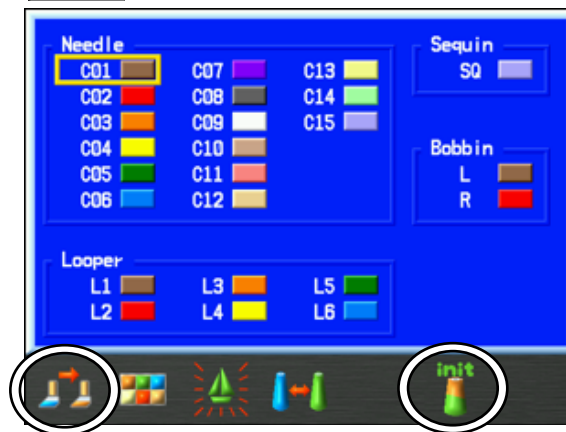 Needle
C01 C07 C13
C02 C08 C14
C03 C09 C15
C04 C10
C05 C11
C06 C12
Sequin
SQ
Bobbin
L
R
Looper
L1 L3 L5
L2 L4 L6
init